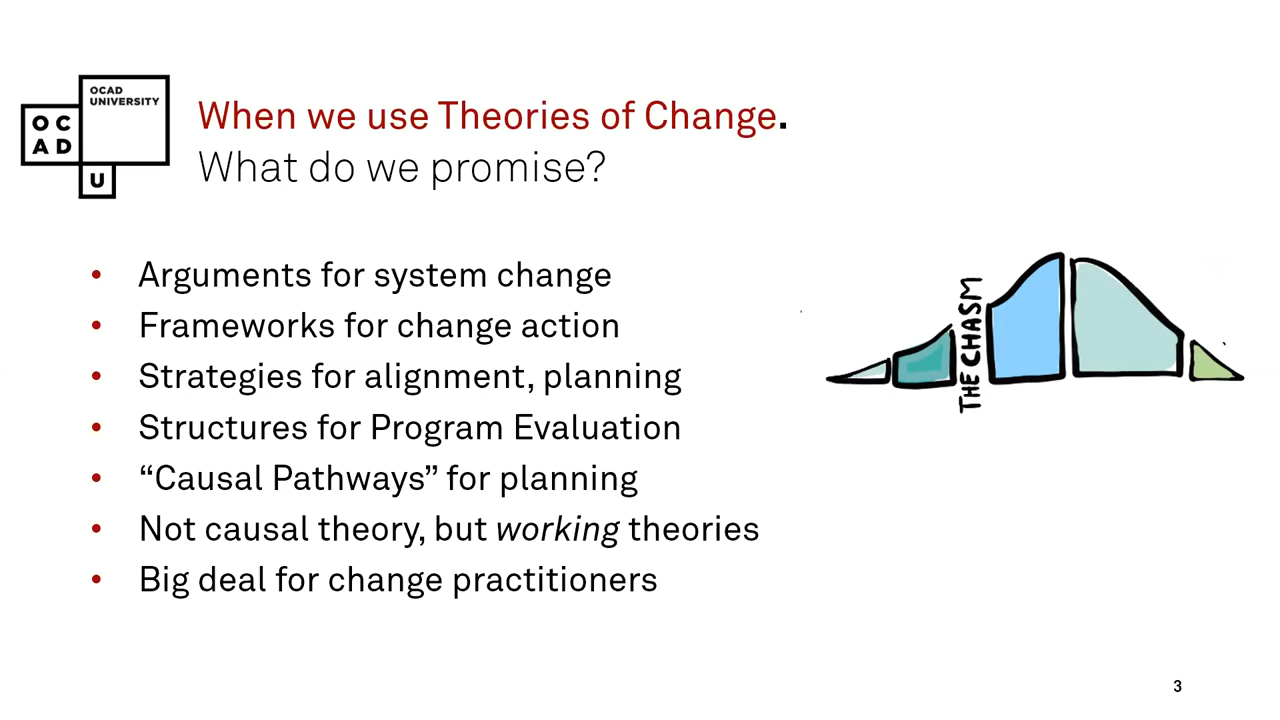 OCAD
UNIVERSITY
O C
A D
U
When we use Theories of Change.
What do we promise?
• Arguments for system change
• Frameworks for change action
• Strategies for alignment, planning
• Structures for Program Evaluation
• “Causal Pathways” for planning
• Not causal theory, but working theories
• Big deal for change practitioners
THE CHASM
3